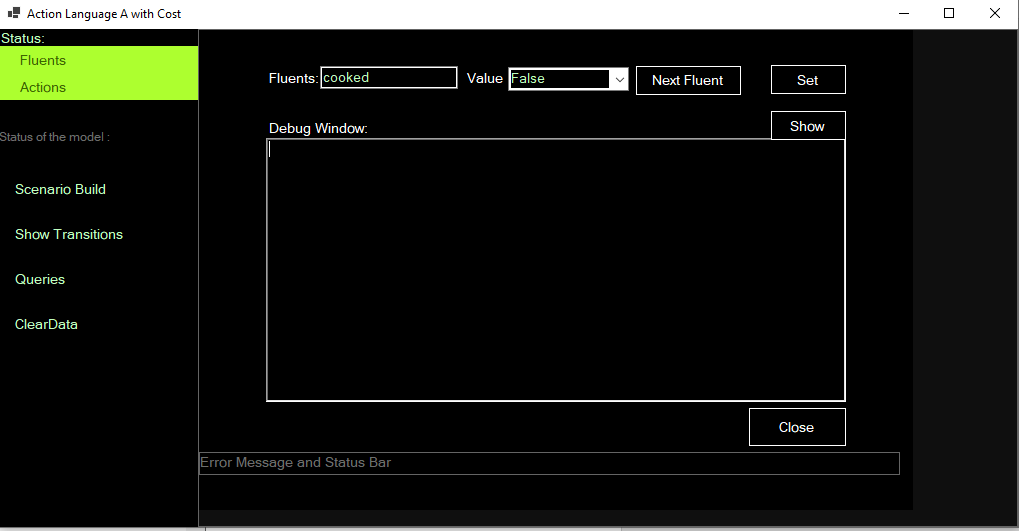 Action Language A with Cost
Status:
Fluents
Actions
Status of the model :
Scenario Build
Show Transitions
Queries
ClearData
Fluents: cooked Value False Next Fluent Set
Debug Window: Show
Close
Error Message and Status Bar